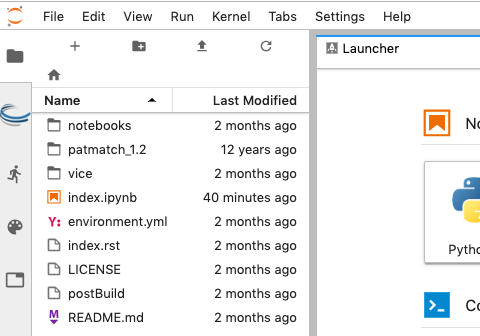 File Edit View Run Kernel Tabs Settings Help
Launcher
Name Last Modified
notebooks 2 months ago
patmatch_1.2 12 years ago
vice 2 months ago
index.ipynb 40 minutes ago
Y: environment.yml 2 months ago
index.rst 2 months ago
LICENSE 2 months ago
postBuild 2 months ago
M README.md 2 months ago
No
Pytho
Co